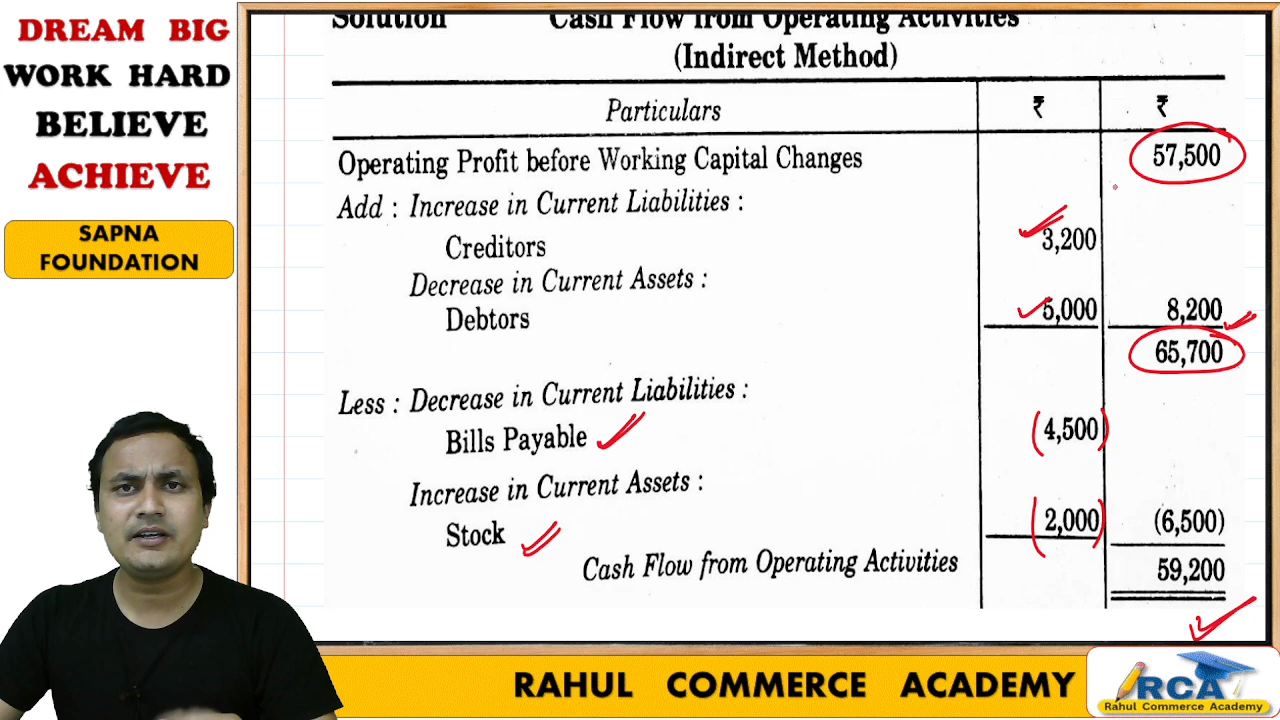 DREAM BIG
WORK HARD
BELIEVE
ACHIEVE
SAPNA
FOUNDATION
Solution Cash Flow from Operating Activities
(Indirect Method)
Particulars ₹ ₹
Operating Profit before Working Capital Changes 57,500
Add : Increase in Current Liabilities :
Creditors 3,200
Decrease in Current Assets :
Debtors 5,000 8,200
65,700
Less : Decrease in Current Liabilities :
Bills Payable (4,500)
Increase in Current Assets :
Stock (2,000) (6,500)
Cash Flow from Operating Activities 59,200
RAHUL COMMERCE ACADEMY
RCA
Rahul Commerce Academy